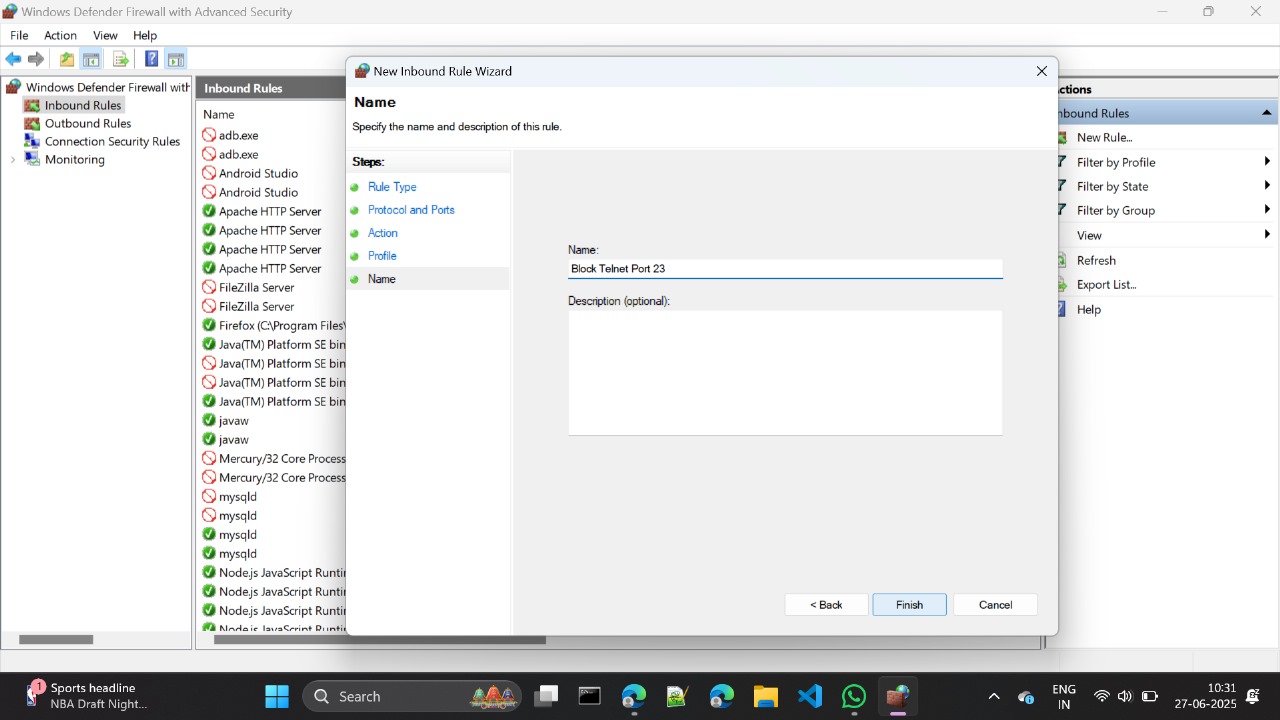 Windows Defender Firewall with Advanced Security
File Action View Help
Windows Defender Firewall with
Inbound Rules
Outbound Rules
Connection Security Rules
Monitoring
Inbound Rules
Name
adb.exe
adb.exe
Android Studio
Android Studio
Apache HTTP Server
Apache HTTP Server
Apache HTTP Server
Apache HTTP Server
FileZilla Server
FileZilla Server
Firefox (C:\Program Files\
Java(TM) Platform SE bin
Java(TM) Platform SE bin
Java(TM) Platform SE bin
Java(TM) Platform SE bin
javaw
javaw
Mercury/32 Core Process
Mercury/32 Core Process
mysqld
mysqld
mysqld
mysqld
Node.js JavaScript Runti
Node.js JavaScript Runti
Node.js JavaScript Runti
Node.js JavaScript Runti
New Inbound Rule Wizard
Name
Specify the name and description of this rule.
Steps:
Rule Type
Protocol and Ports
Action
Profile
Name
Name:
Block Telnet Port 23
Description (optional):
< Back Finish Cancel
ctions
nbound Rules
New Rule...
Filter by Profile
Filter by State
Filter by Group
View
Refresh
Export List...
Help
1
Sports headline
NBA Draft Night...
Search
ENG
IN
10:31
27-06-2025